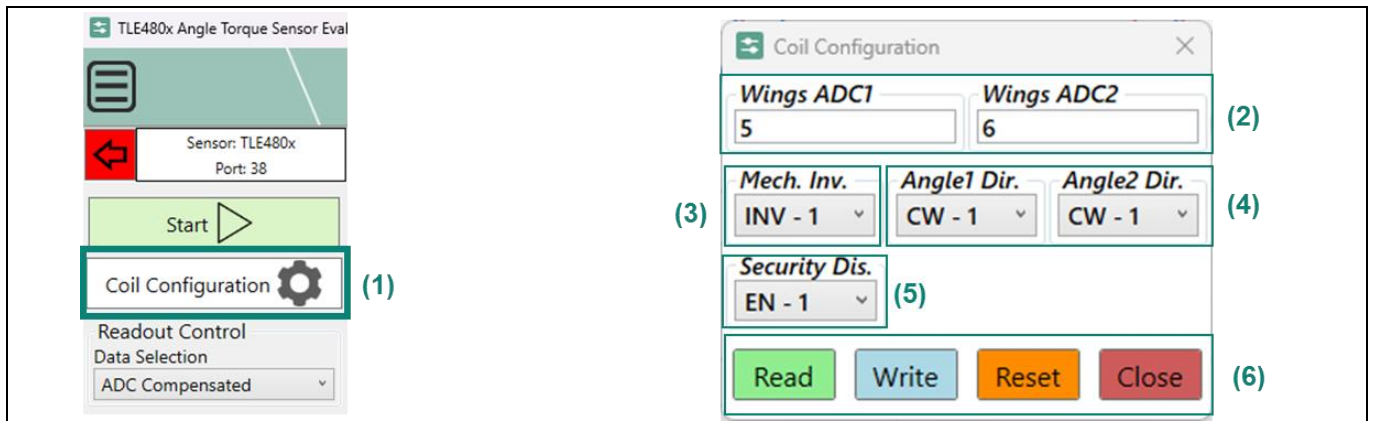 TLE480x Angle Torque Sensor Eval
Sensor: TLE480x
Port: 38
Start
Coil Configuration
(1)
Readout Control
Data Selection
ADC Compensated
Coil Configuration
Wings ADC1 Wings ADC2
5 6
(2)
Mech. Inv. Angle1 Dir. Angle2 Dir.
(3)
INV - 1 CW - 1 CW - 1
(4)
Security Dis.
EN - 1
(5)
Read Write Reset Close
(6)